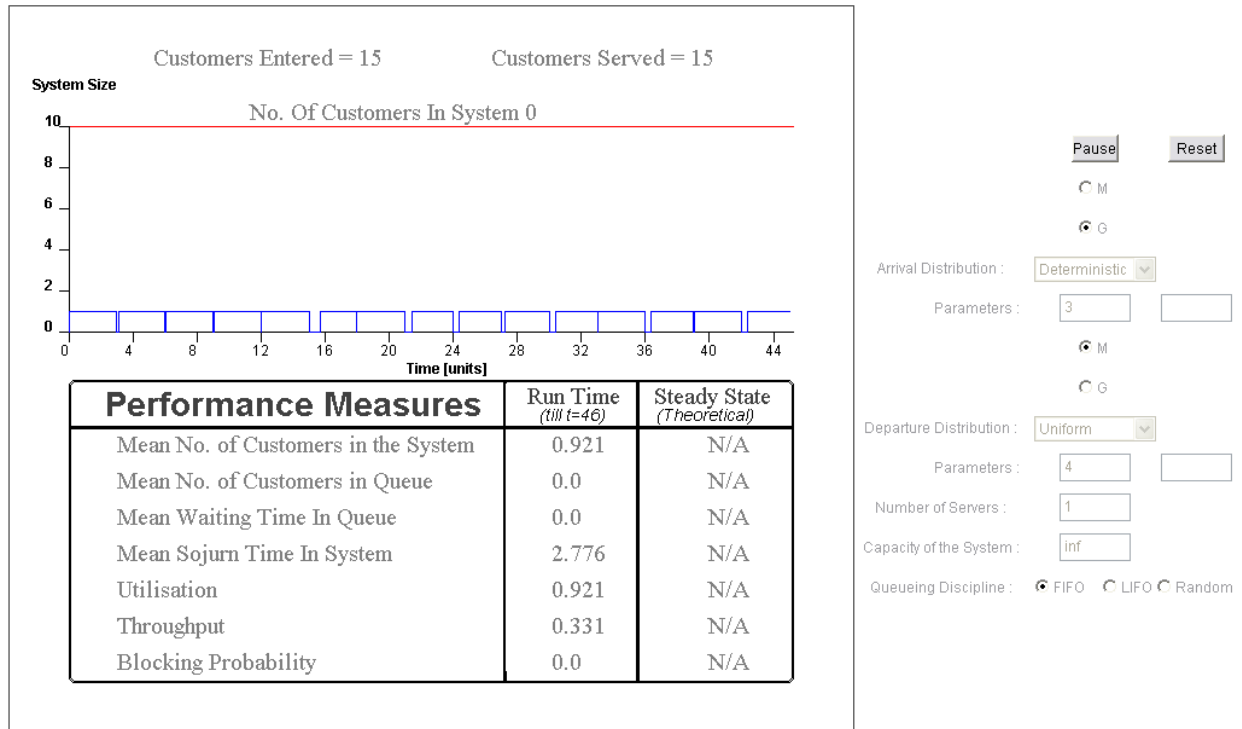 Customers Entered = 15 Customers Served = 15
System Size
No. Of Customers In System 0
10
8
6
4
2
0
0 4 8 12 16 20 24 28 32 36 40 44
Time [units]
Performance Measures Run Time (till t=46) Steady State (Theoretical)
Mean No. of Customers in the System 0.921 N/A
Mean No. of Customers in Queue 0.0 N/A
Mean Waiting Time In Queue 0.0 N/A
Mean Sojurn Time In System 2.776 N/A
Utilisation 0.921 N/A
Throughput 0.331 N/A
Blocking Probability 0.0 N/A
Pause Reset
M
G
Arrival Distribution : Deterministic
Parameters : 3
M
G
Departure Distribution : Uniform
Parameters : 4
Number of Servers : 1
Capacity of the System : inf
Queueing Discipline : FIFO LIFO Random